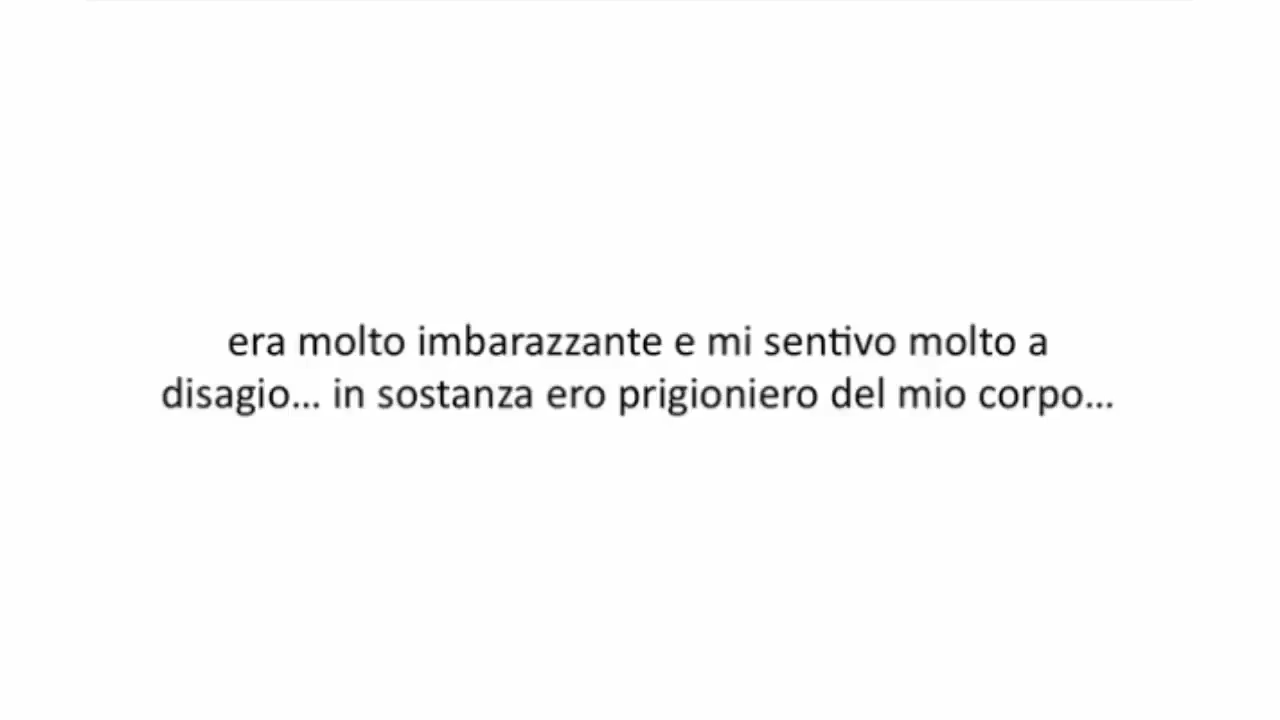 era molto imbarazzante e mi sentivo molto a
disagio... in sostanza ero prigioniero del mio corpo...